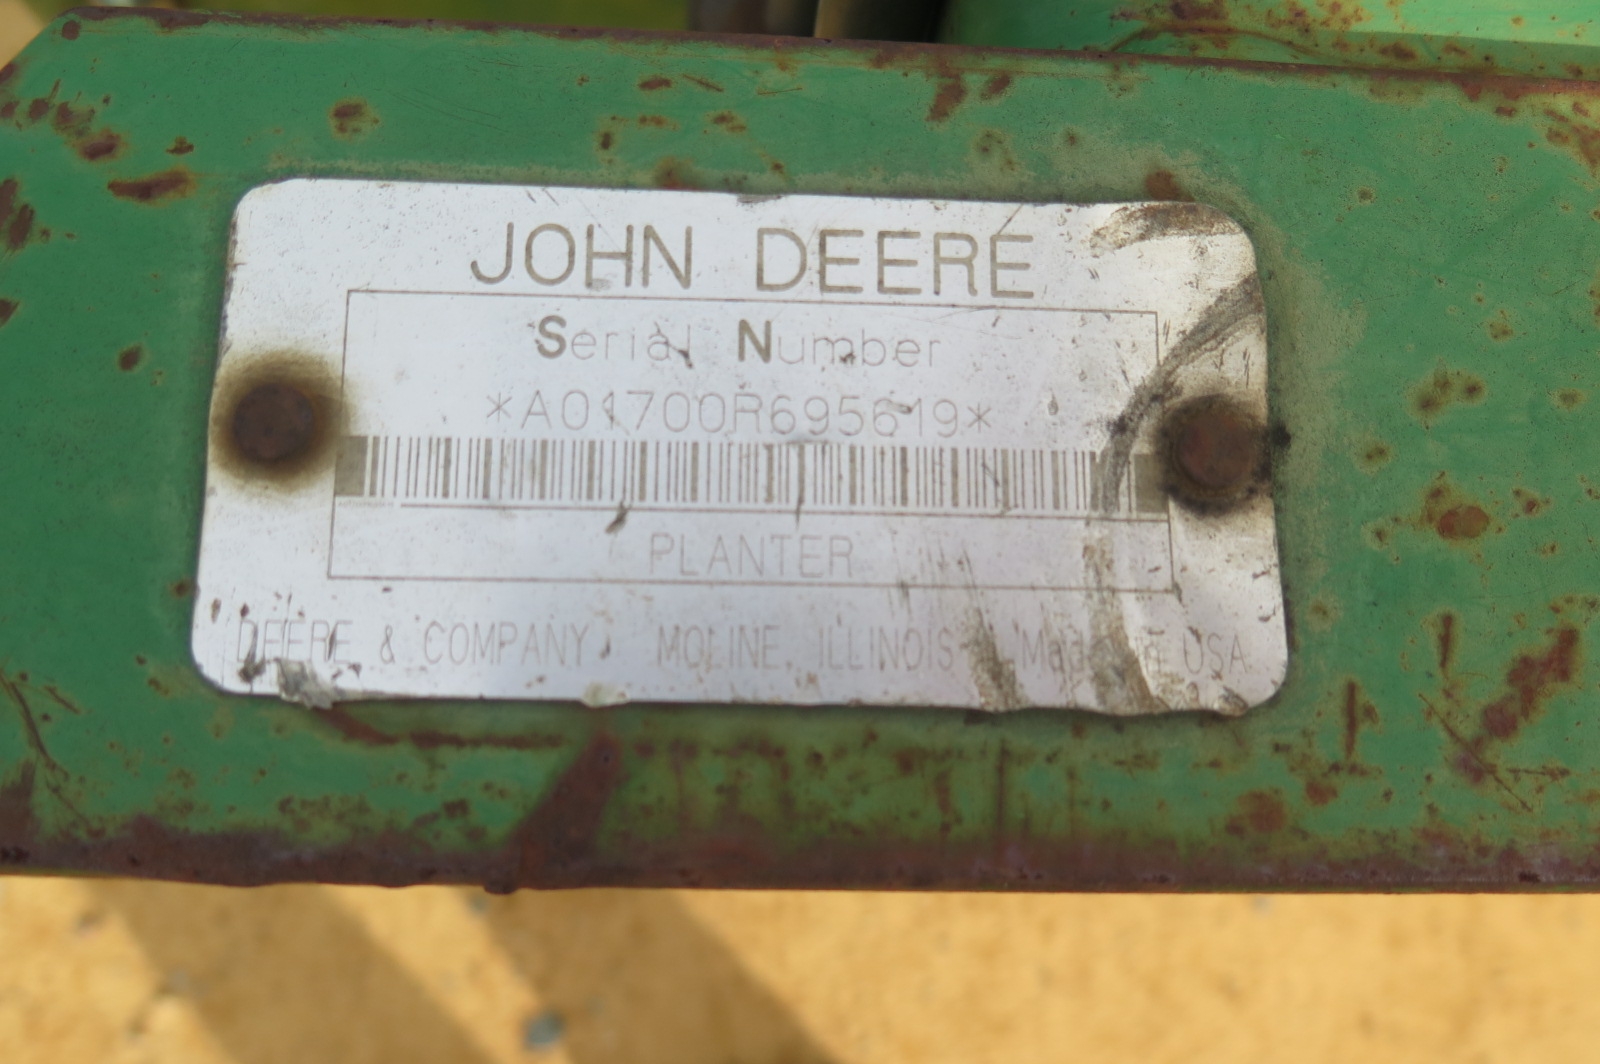 JOHN DEERE
Serial Number
*A01700R695619*
PLANTER
DEERE & COMPANY, MOLINE, ILLINOIS Made in USA